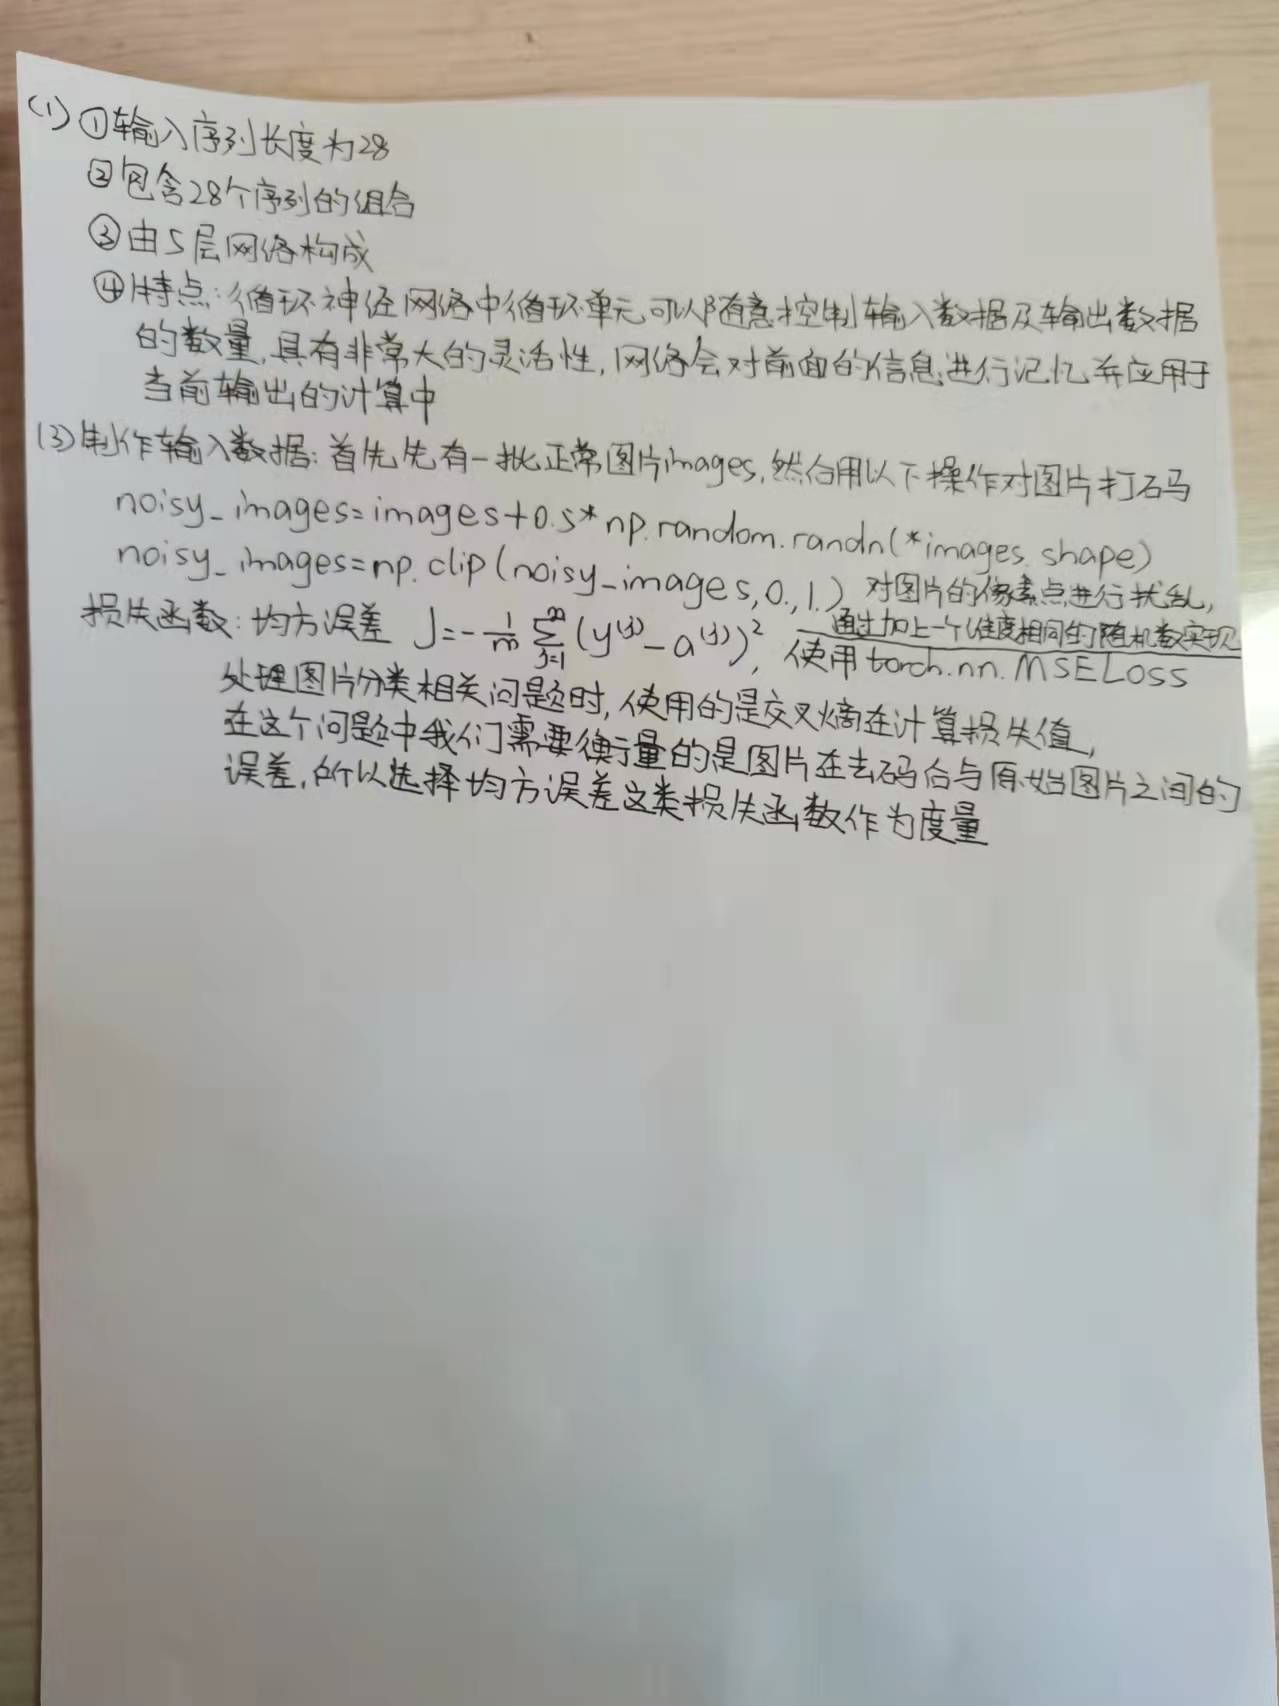 (1) ①输入序列长度为28
②包含28个序列的组合
③由5层网络构成
④特点:循环神经网络中循环单元可以随意控制输入数据及输出数据
的数量,具有非常大的灵活性,网络会对前面的信息进行记忆并应用于
当前输出的计算中
(3)制作输入数据:首先先有一批正常图片images,然后用以下操作对图片打码
noisy_images=images+0.5*np.random.randn(*images.shape)
noisy_images=np.clip(noisy_images,0.,1.) 对图片的像素点进行扰乱,
通过加上一个维度相同的随机数实现
损失函数:均方误差 J=-1/m ∑_{j=1}^{m}(y^{(j)}-a^{(j)})²,使用torch.nn.MSELoss
处理图片分类相关问题时,使用的是交叉熵在计算损失值,
在这个问题中我们需要衡量的是图片在去码后与原始图片之间的
误差,所以选择均方误差这类损失函数作为度量